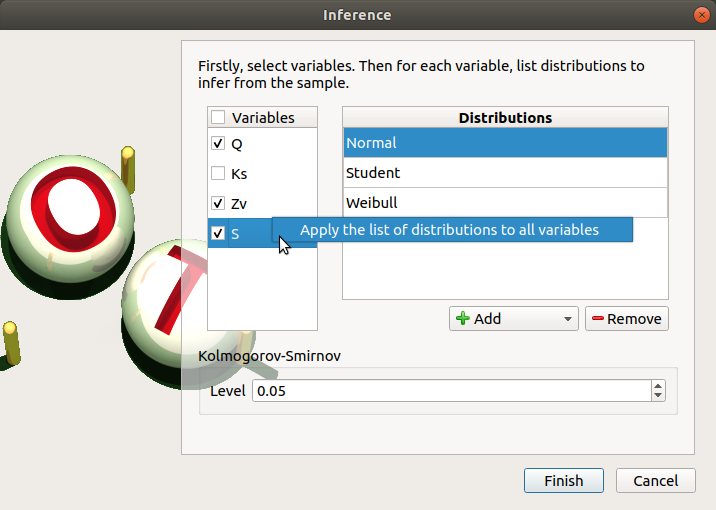 Inference
Firstly, select variables. Then for each variable, list distributions to
infer from the sample.
Variables
Distributions
Q
Normal
Ks
Student
Zv
Weibull
S
Apply the list of distributions to all variables
Add
Remove
Kolmogorov-Smirnov
Level 0.05
Finish
Cancel